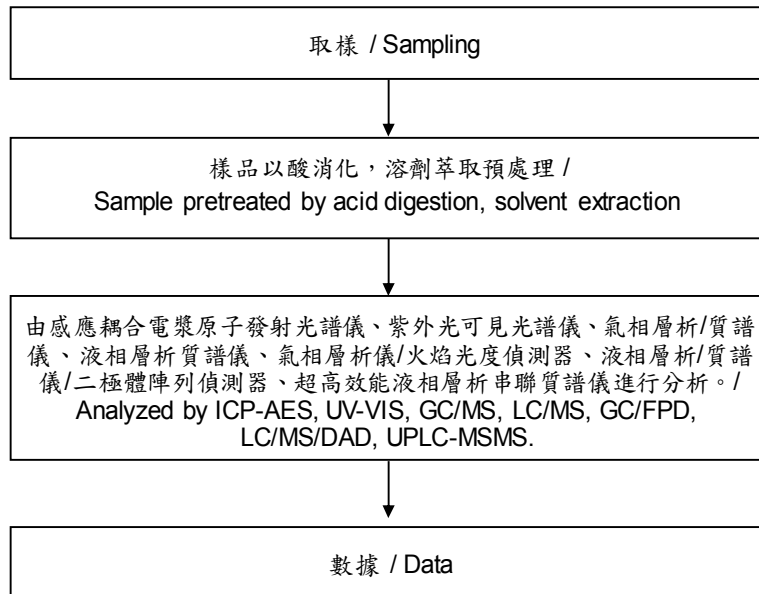 取樣 / Sampling
樣品以酸消化，溶劑萃取預處理 /
Sample pretreated by acid digestion, solvent extraction
由感應耦合電漿原子發射光譜儀、紫外光可見光譜儀、氣相層析/質譜
儀、液相層析質譜儀、氣相層析儀/火焰光度偵測器、液相層析/質譜
儀/二極體陣列偵測器、超高效能液相層析串聯質譜儀進行分析。/
Analyzed by ICP-AES, UV-VIS, GC/MS, LC/MS, GC/FPD,
LC/MS/DAD, UPLC-MSMS.
數據 / Data